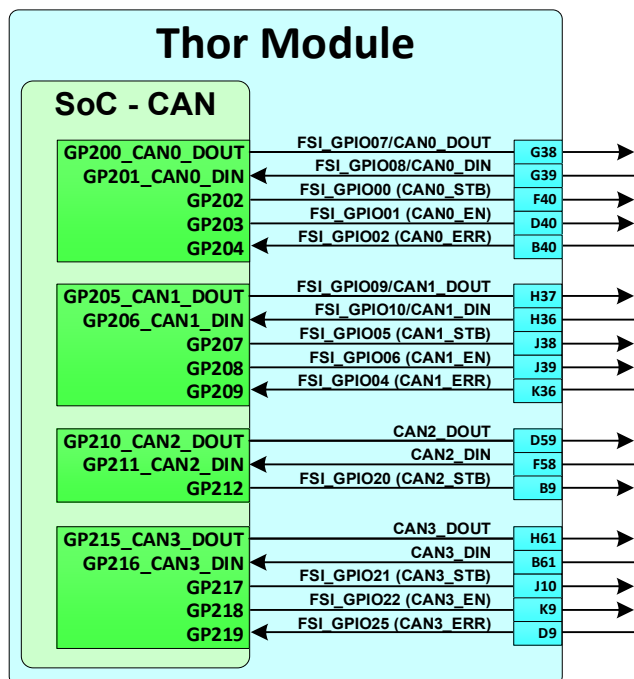 Thor Module
SoC - CAN
GP200_CAN0_DOUT FSI_GPIO07/CAN0_DOUT G38
GP201_CAN0_DIN FSI_GPIO08/CAN0_DIN G39
GP202 FSI_GPIO00 (CAN0_STB) F40
GP203 FSI_GPIO01 (CAN0_EN) D40
GP204 FSI_GPIO02 (CAN0_ERR) B40
GP205_CAN1_DOUT FSI_GPIO09/CAN1_DOUT H37
GP206_CAN1_DIN FSI_GPIO10/CAN1_DIN H36
GP207 FSI_GPIO05 (CAN1_STB) J38
GP208 FSI_GPIO06 (CAN1_EN) J39
GP209 FSI_GPIO04 (CAN1_ERR) K36
GP210_CAN2_DOUT CAN2_DOUT D59
GP211_CAN2_DIN CAN2_DIN F58
GP212 FSI_GPIO20 (CAN2_STB) B9
GP215_CAN3_DOUT CAN3_DOUT H61
GP216_CAN3_DIN CAN3_DIN B61
GP217 FSI_GPIO21 (CAN3_STB) J10
GP218 FSI_GPIO22 (CAN3_EN) K9
GP219 FSI_GPIO25 (CAN3_ERR) D9